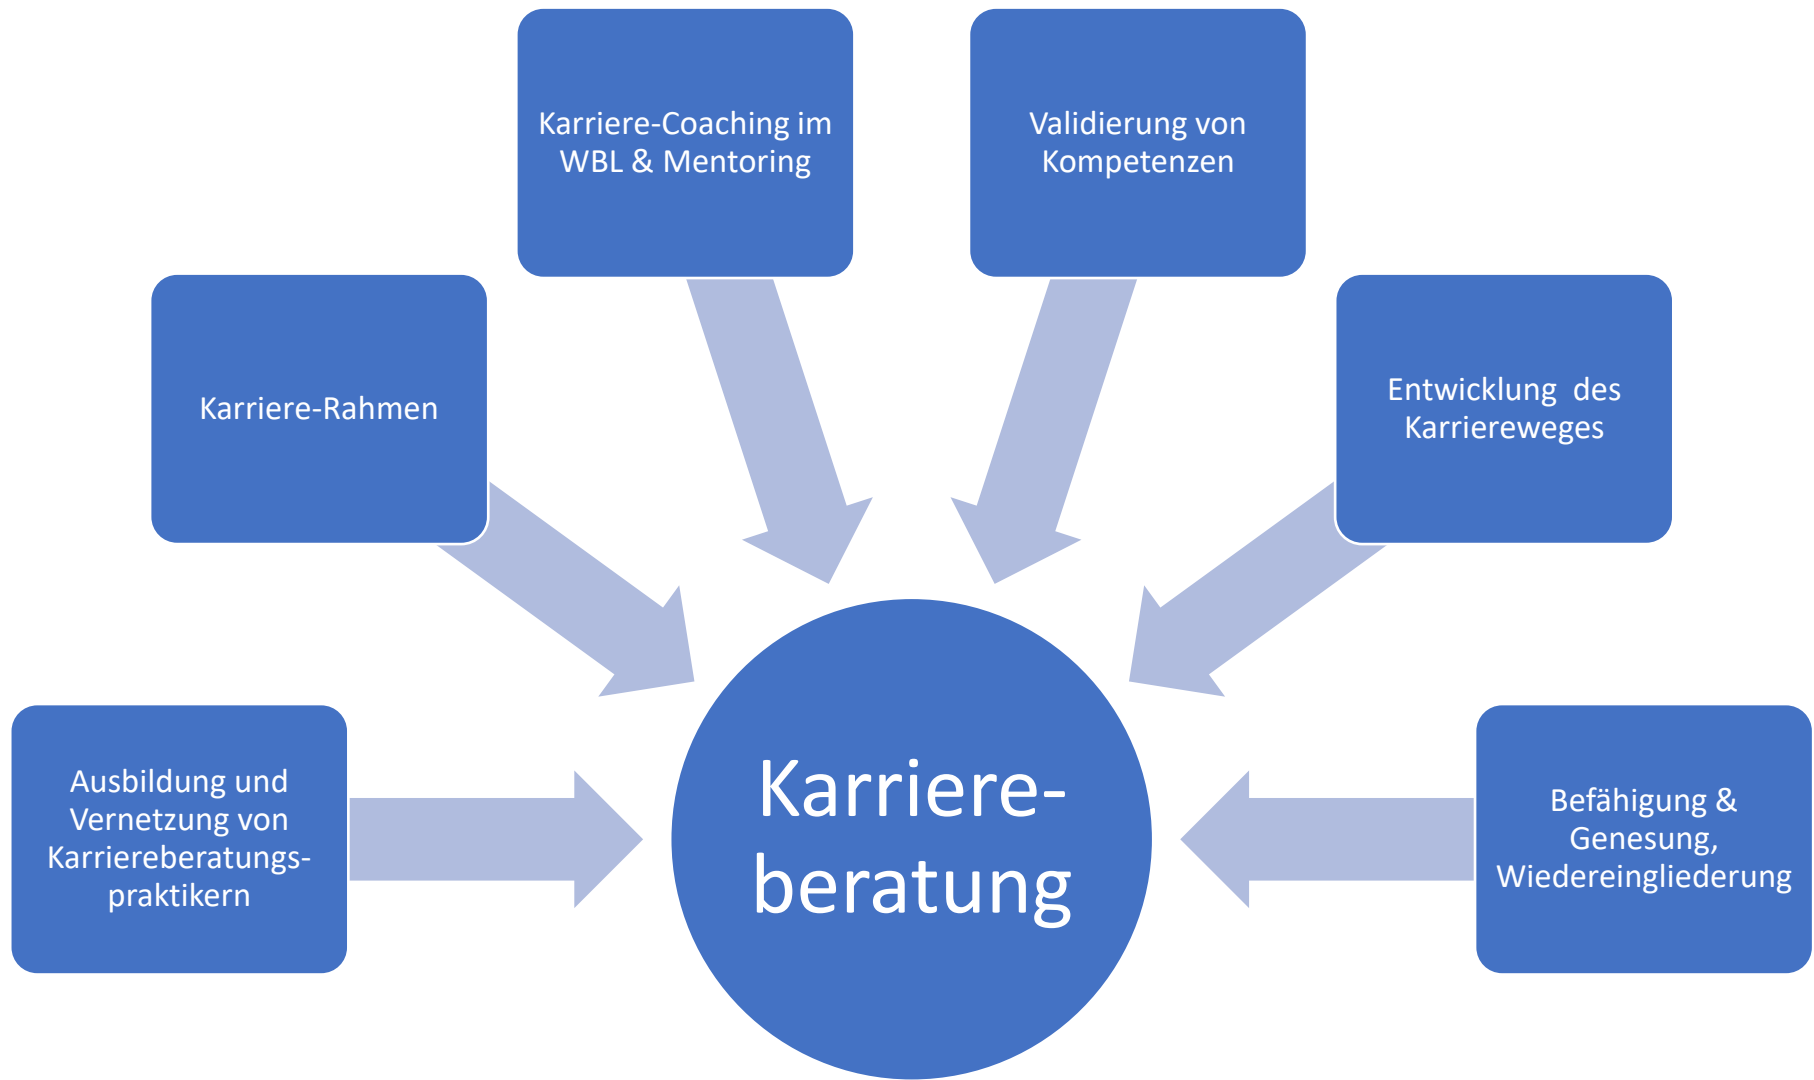 Karriere-Coaching im
WBL & Mentoring
Validierung von
Kompetenzen
Karriere-Rahmen
Entwicklung  des
Karriereweges
Ausbildung und
Vernetzung von
Karriereberatungs-
praktikern
Karriere-
beratung
Befähigung &
Genesung,
Wiedereingliederung